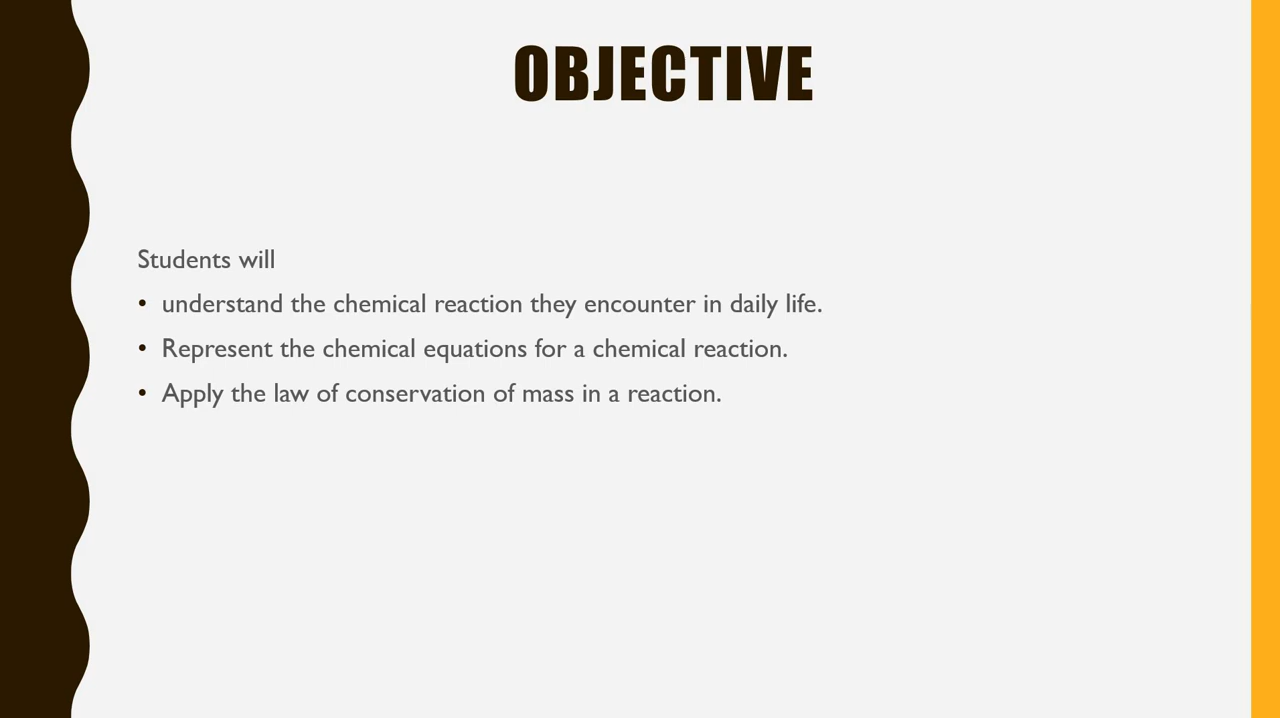 OBJECTIVE
Students will
• understand the chemical reaction they encounter in daily life.
• Represent the chemical equations for a chemical reaction.
• Apply the law of conservation of mass in a reaction.